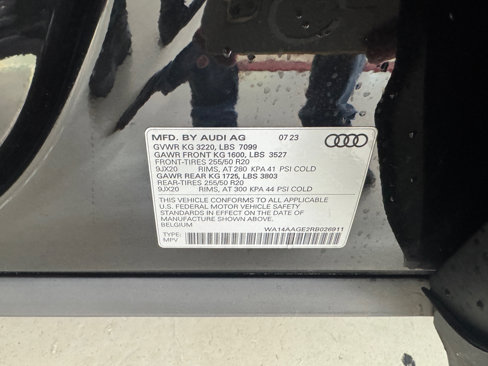 MFD. BY AUDI AG 07 23
GVWR KG 3220, LBS 7099
GAWR FRONT KG 1600, LBS 3527
FRONT-TIRES 255/50 R20
9JX20 RIMS, AT 280 KPA 41 PSI COLD
GAWR REAR KG 1725, LBS 3803
REAR-TIRES 255/50 R20
9JX20 RIMS, AT 300 KPA 44 PSI COLD
THIS VEHICLE CONFORMS TO ALL APPLICABLE
U.S. FEDERAL MOTOR VEHICLE SAFETY
STANDARDS IN EFFECT ON THE DATE OF
MANUFACTURE SHOWN ABOVE.
BELGIUM
WA14AAGE2RB026911
TYPE:
MPV